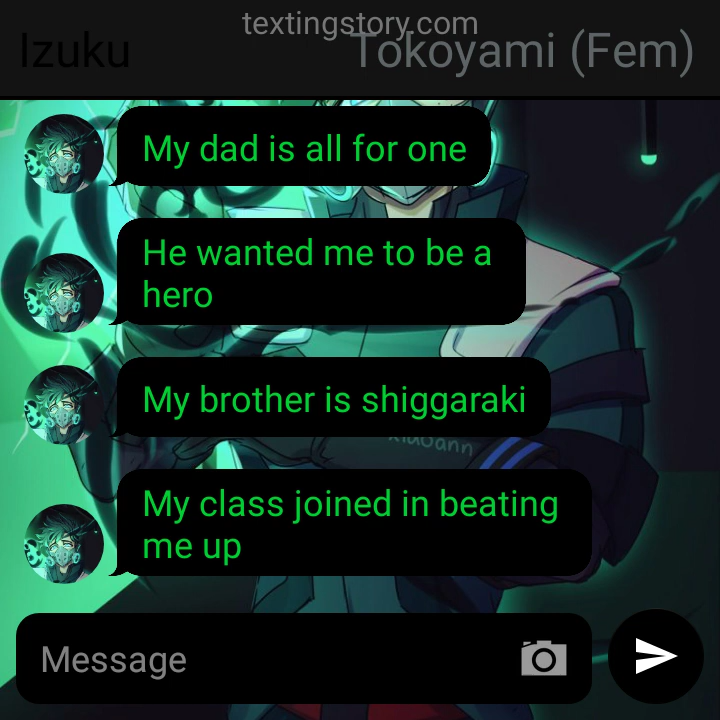 textingstory.com
Izuku
Tokoyami (Fem)
My dad is all for one
He wanted me to be a
hero
My brother is shiggaraki
xiaoann
My class joined in beating
me up
Message